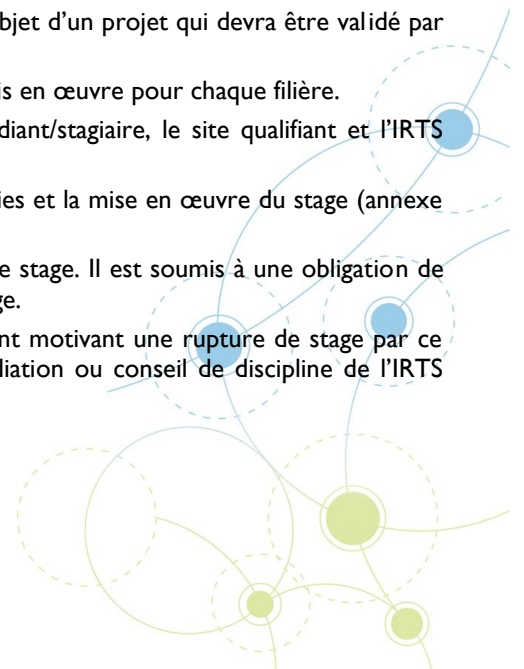 bjet d’un projet qui devra être validé par
is en œuvre pour chaque filière.
diant/stagiaire, le site qualifiant et l’IRTS
ies et la mise en œuvre du stage (annexe
e stage. Il est soumis à une obligation de
ge.
nt motivant une rupture de stage par ce
liation ou conseil de discipline de l’IRTS